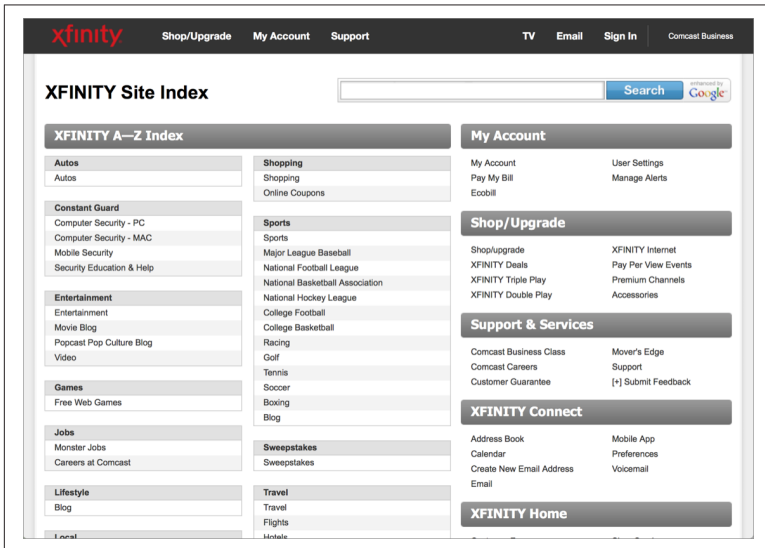 xfinity Shop/Upgrade My Account Support TV Email Sign In Comcast Business
XFINITY Site Index
Search
enhanced by
Google
XFINITY A—Z Index
Autos
Autos
Constant Guard
Computer Security - PC
Computer Security - MAC
Mobile Security
Security Education & Help
Entertainment
Entertainment
Movie Blog
Popcast Pop Culture Blog
Video
Games
Free Web Games
Jobs
Monster Jobs
Careers at Comcast
Lifestyle
Blog
Local
Shopping
Shopping
Online Coupons
Sports
Sports
Major League Baseball
National Football League
National Basketball Association
National Hockey League
College Football
College Basketball
Racing
Golf
Tennis
Soccer
Boxing
Blog
Sweepstakes
Sweepstakes
Travel
Travel
Flights
Hotels
My Account
My Account User Settings
Pay My Bill Manage Alerts
Ecobill
Shop/Upgrade
Shop/upgrade XFINITY Internet
XFINITY Deals Pay Per View Events
XFINITY Triple Play Premium Channels
XFINITY Double Play Accessories
Support & Services
Comcast Business Class Mover's Edge
Comcast Careers Support
Customer Guarantee [+] Submit Feedback
XFINITY Connect
Address Book Mobile App
Calendar Preferences
Create New Email Address Voicemail
Email
XFINITY Home